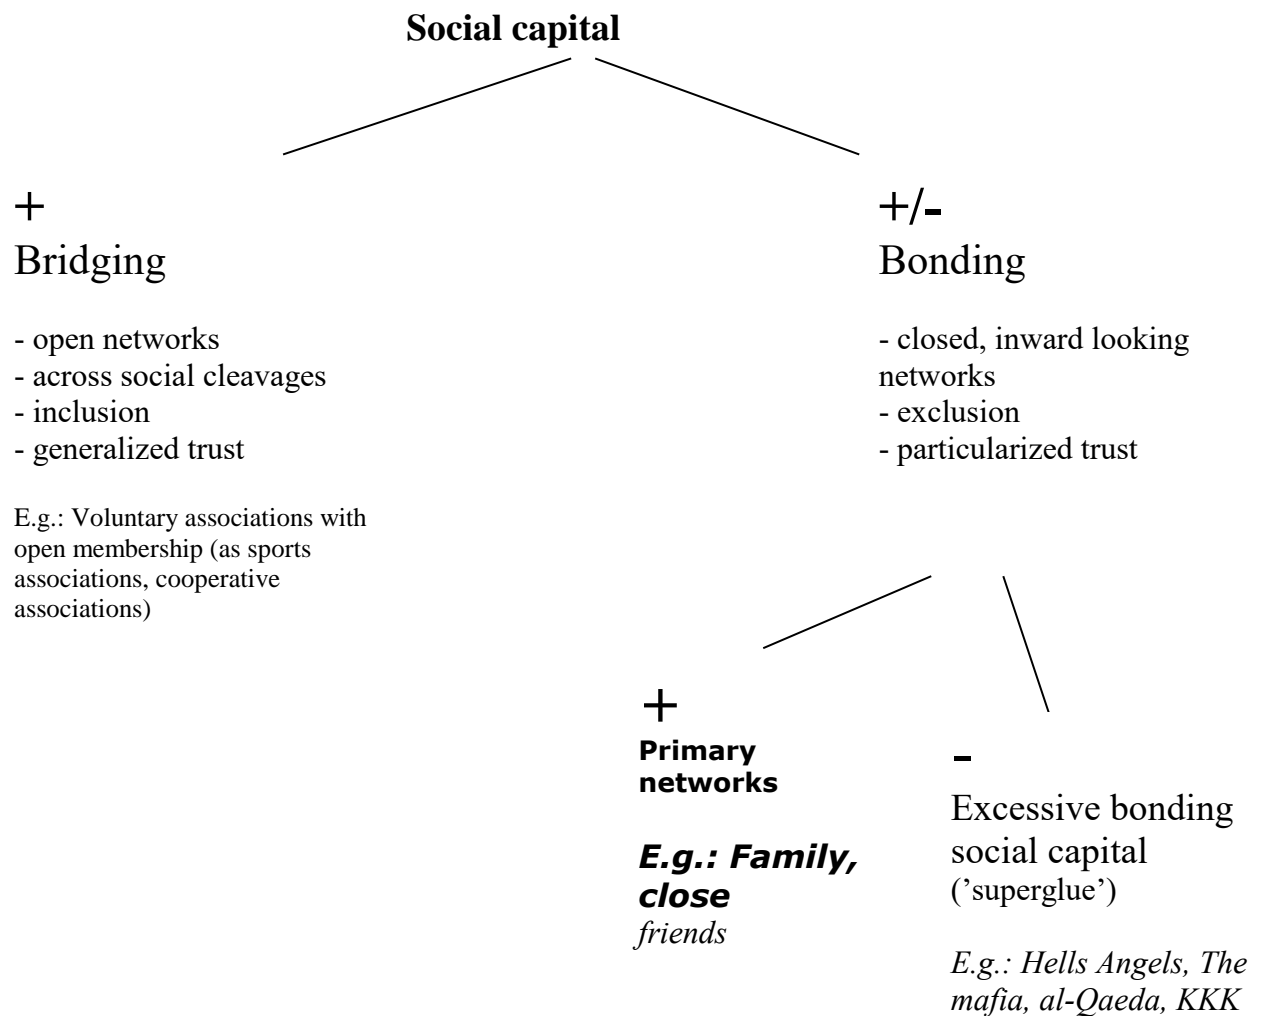 Social capital
+
Bridging
- open networks
- across social cleavages
- inclusion
- generalized trust
E.g.: Voluntary associations with
open membership (as sports
associations, cooperative
associations)
+/-
Bonding
- closed, inward looking
networks
- exclusion
- particularized trust
+
Primary
networks
E.g.: Family,
close
friends
-
Excessive bonding
social capital
(’superglue’)
E.g.: Hells Angels, The
mafia, al-Qaeda, KKK